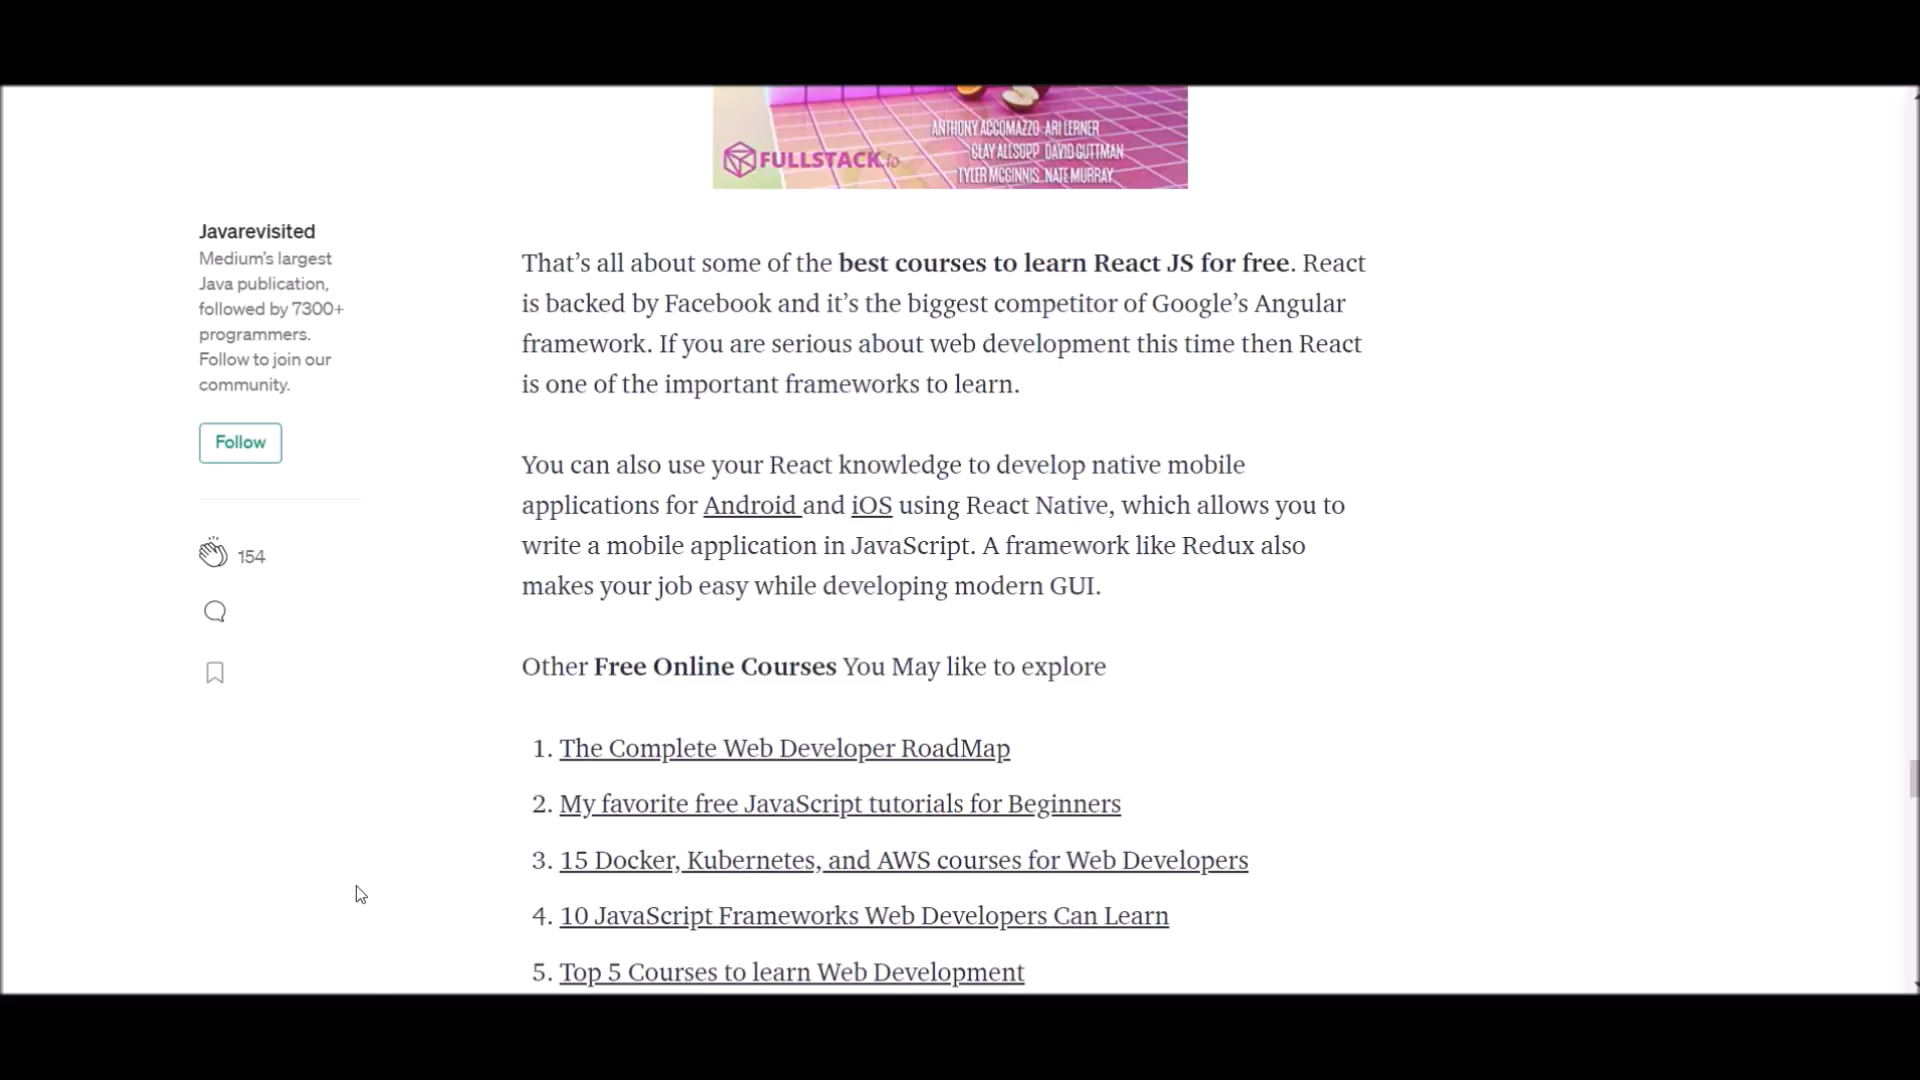 ANTHONY ACCOMAZZO ARI LERNER
CLAY ALLSOPP DAVID GUTTMAN
TYLER MCGINNIS NATE MURRAY
FULLSTACK.io
Javarevisited
Medium’s largest
Java publication,
followed by 7300+
programmers.
Follow to join our
community.
Follow
154
That’s all about some of the best courses to learn React JS for free. React
is backed by Facebook and it’s the biggest competitor of Google’s Angular
framework. If you are serious about web development this time then React
is one of the important frameworks to learn.
You can also use your React knowledge to develop native mobile
applications for Android and iOS using React Native, which allows you to
write a mobile application in JavaScript. A framework like Redux also
makes your job easy while developing modern GUI.
Other Free Online Courses You May like to explore
1. The Complete Web Developer RoadMap
2. My favorite free JavaScript tutorials for Beginners
3. 15 Docker, Kubernetes, and AWS courses for Web Developers
4. 10 JavaScript Frameworks Web Developers Can Learn
5. Top 5 Courses to learn Web Development